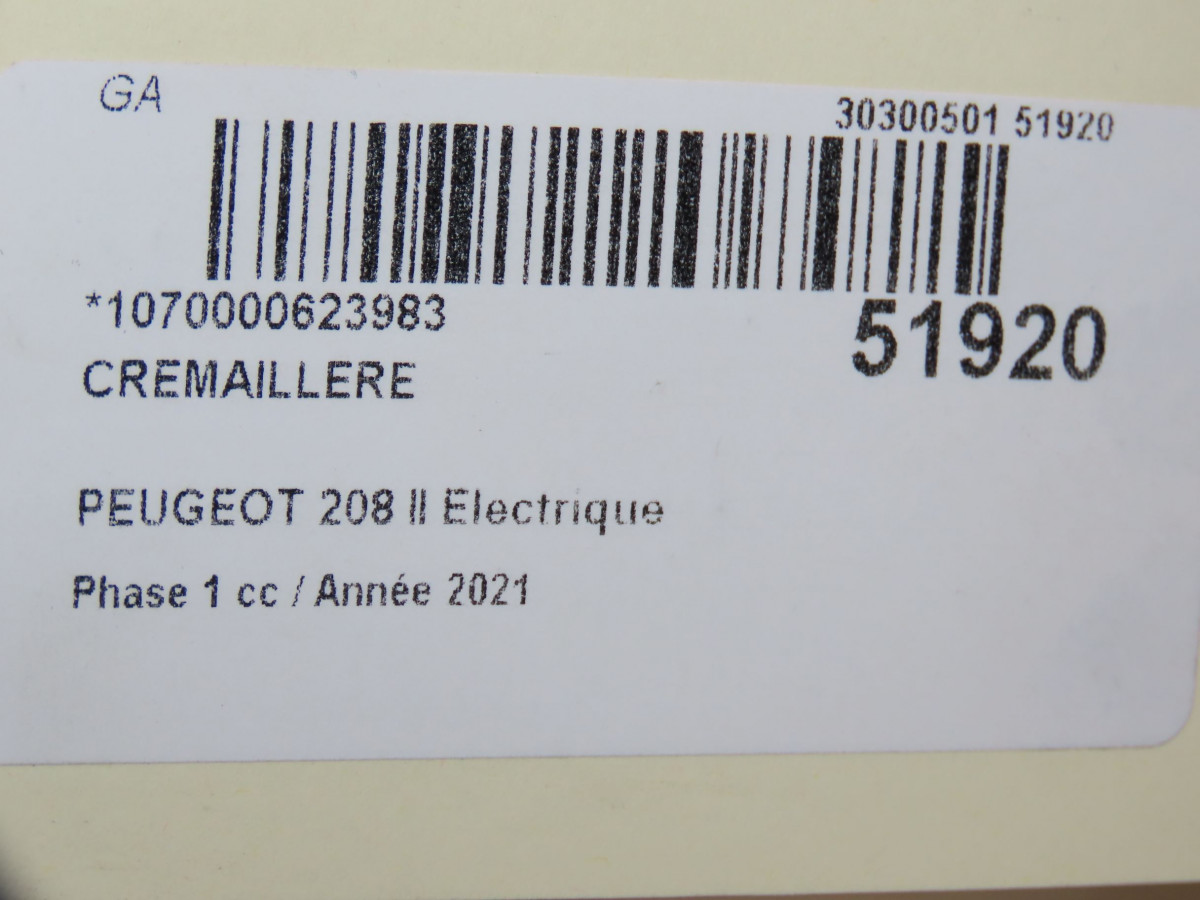 GA
30300501 51920
*1070000623983
51920
CREMAILLERE
PEUGEOT 208 II Electrique
Phase 1 cc / Année 2021